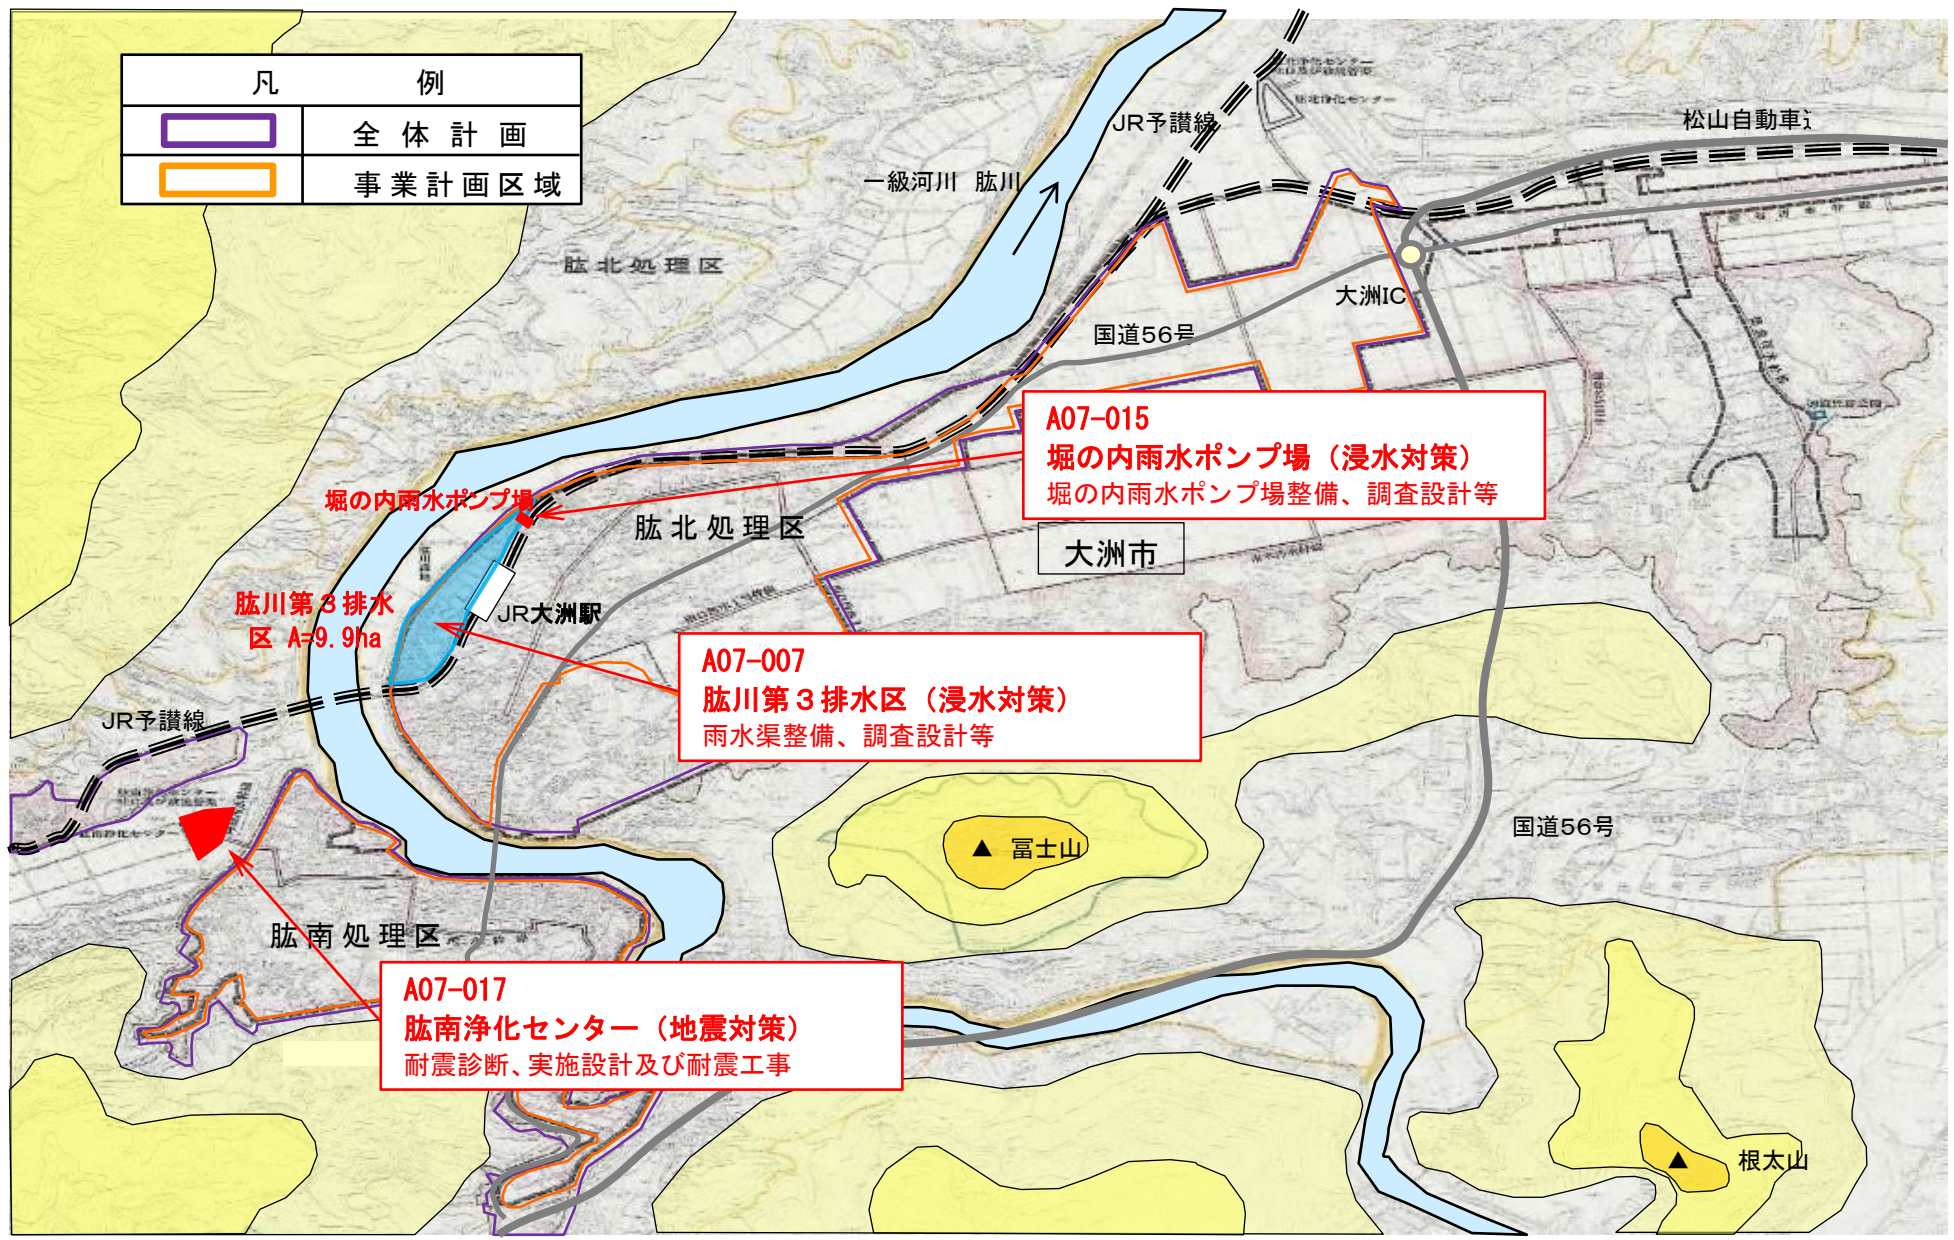 凡 例
全体計画
事業計画区域
JR予讃線
松山自動車
一級河川 肱川
肱北処理区
大洲IC
国道56号
A07-015
堀の内雨水ポンプ場（浸水対策）
堀の内雨水ポンプ場整備、調査設計等
堀の内雨水ポンプ場
肱北処理区
大洲市
肱川第３排水
区 A=9.9ha
JR大洲駅
A07-007
肱川第３排水区（浸水対策）
雨水渠整備、調査設計等
JR予讃線
冨士山
国道56号
肱南処理区
A07-017
肱南浄化センター（地震対策）
耐震診断、実施設計及び耐震工事
根太山